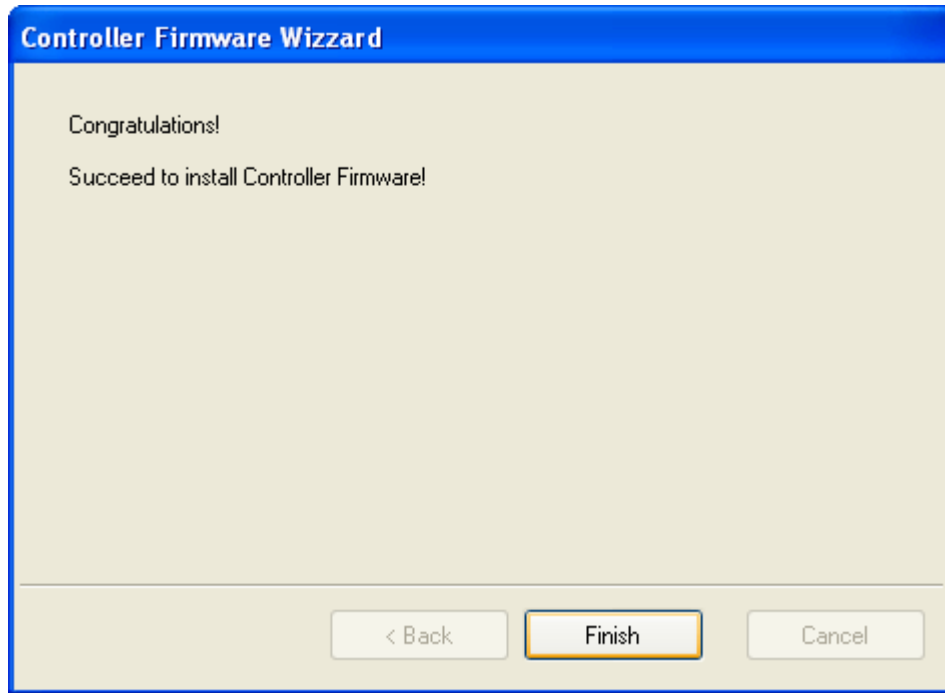 Controller Firmware Wizzard
Congratulations!
Succeed to install Controller Firmware!
< Back
Finish
Cancel